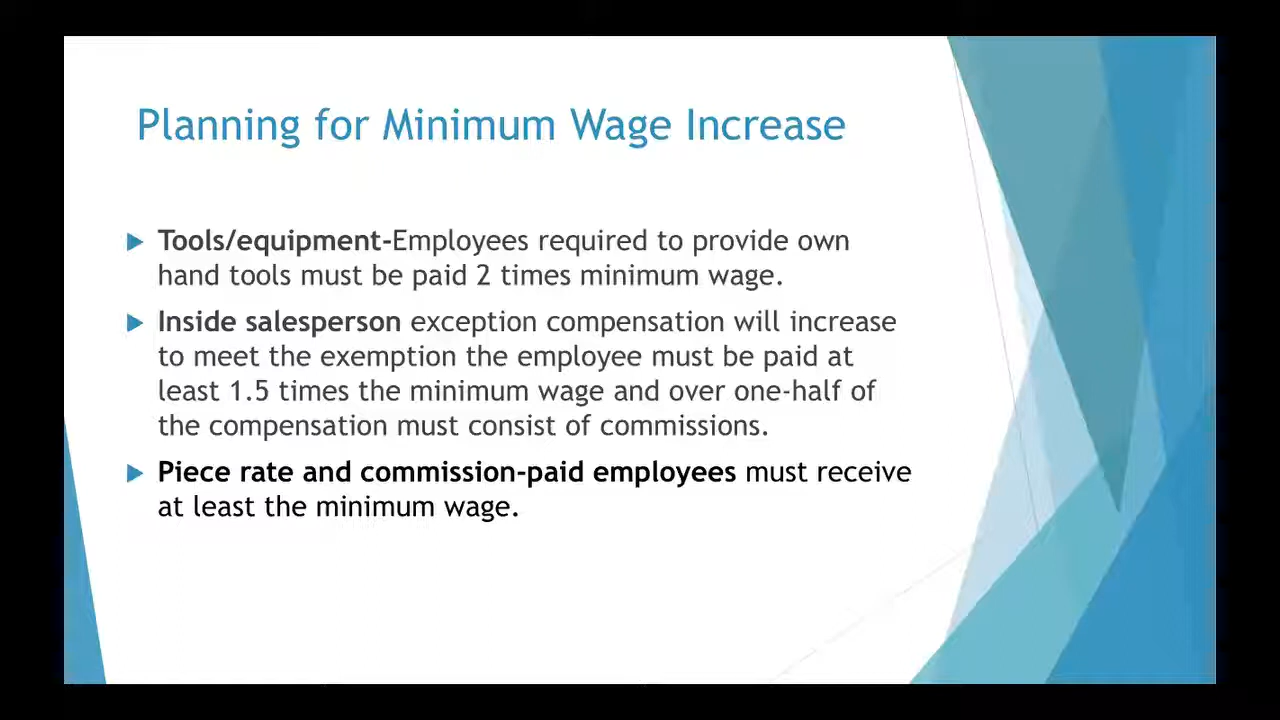 Planning for Minimum Wage Increase
Tools/equipment-Employees required to provide own
hand tools must be paid 2 times minimum wage.
Inside salesperson exception compensation will increase
to meet the exemption the employee must be paid at
least 1.5 times the minimum wage and over one-half of
the compensation must consist of commissions.
Piece rate and commission-paid employees must receive
at least the minimum wage.